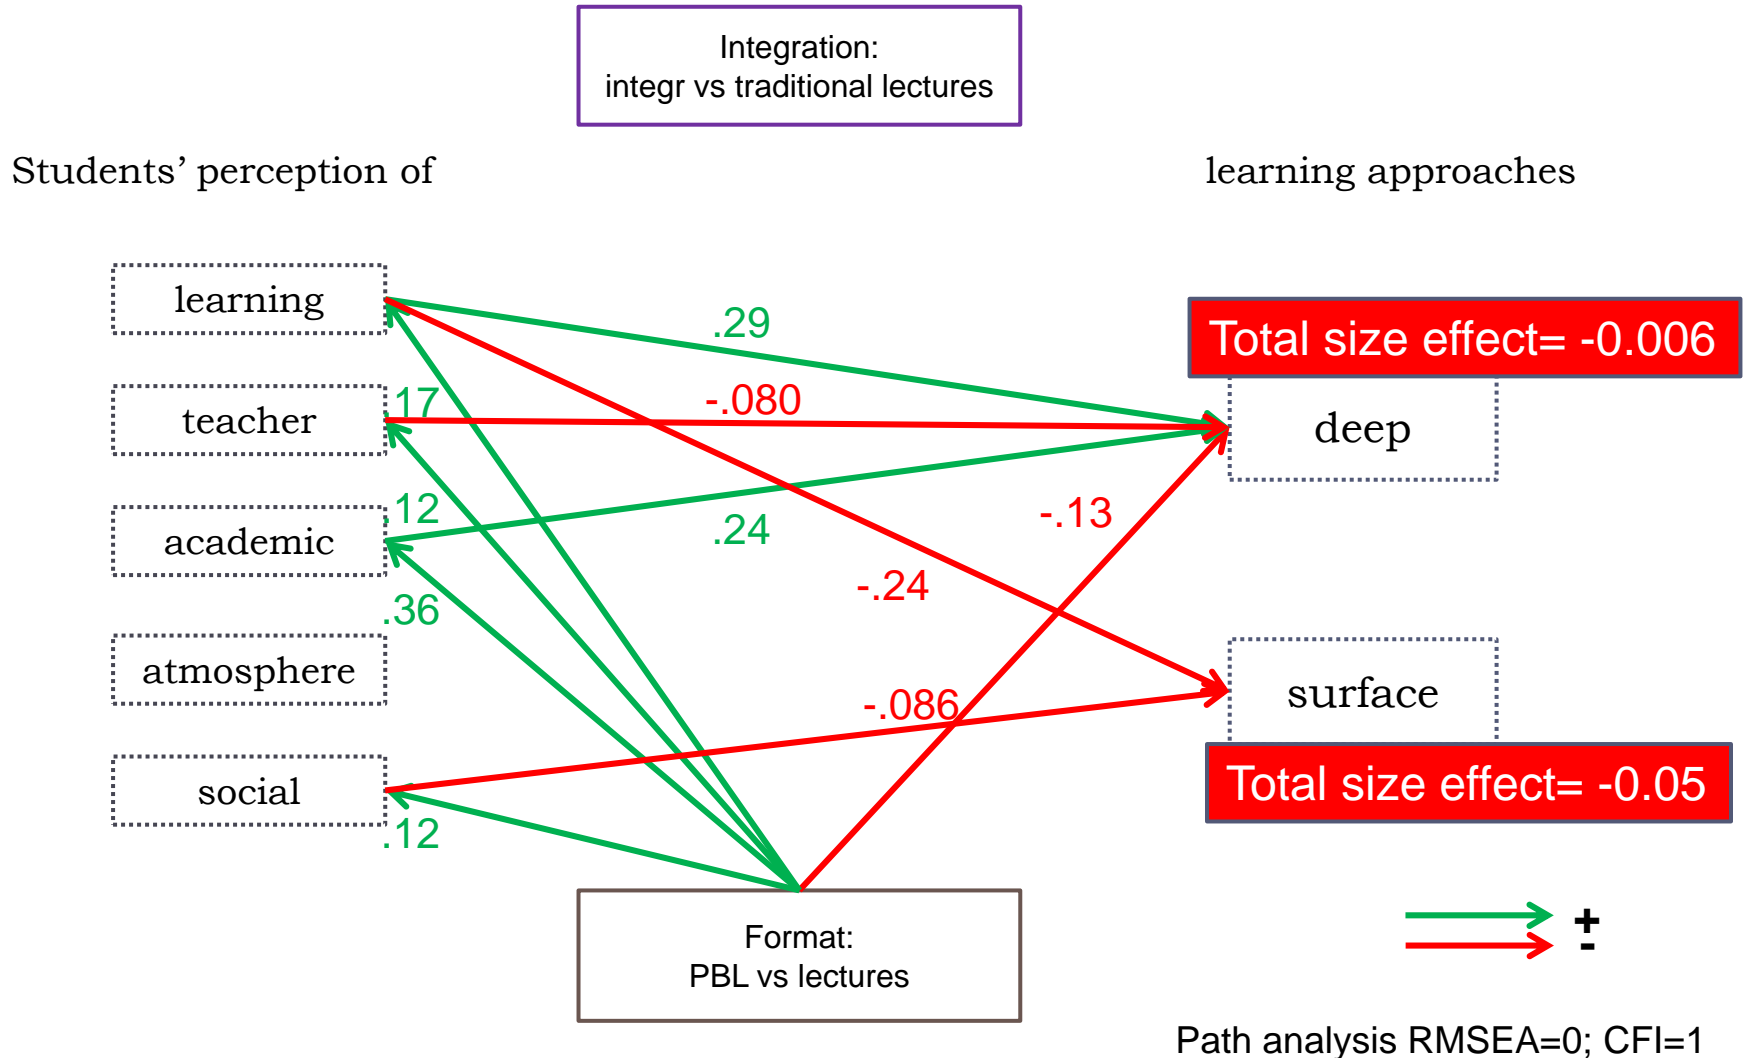 Integration:
integr vs traditional lectures
Students’ perception of
learning approaches
learning
.29
Total size effect= -0.006
teacher
.17
-.080
deep
academic
.12
.24
-.13
-.24
.36
atmosphere
surface
-.086
social
Total size effect= -0.05
.12
Format:
PBL vs lectures
+
-
Path analysis RMSEA=0; CFI=1